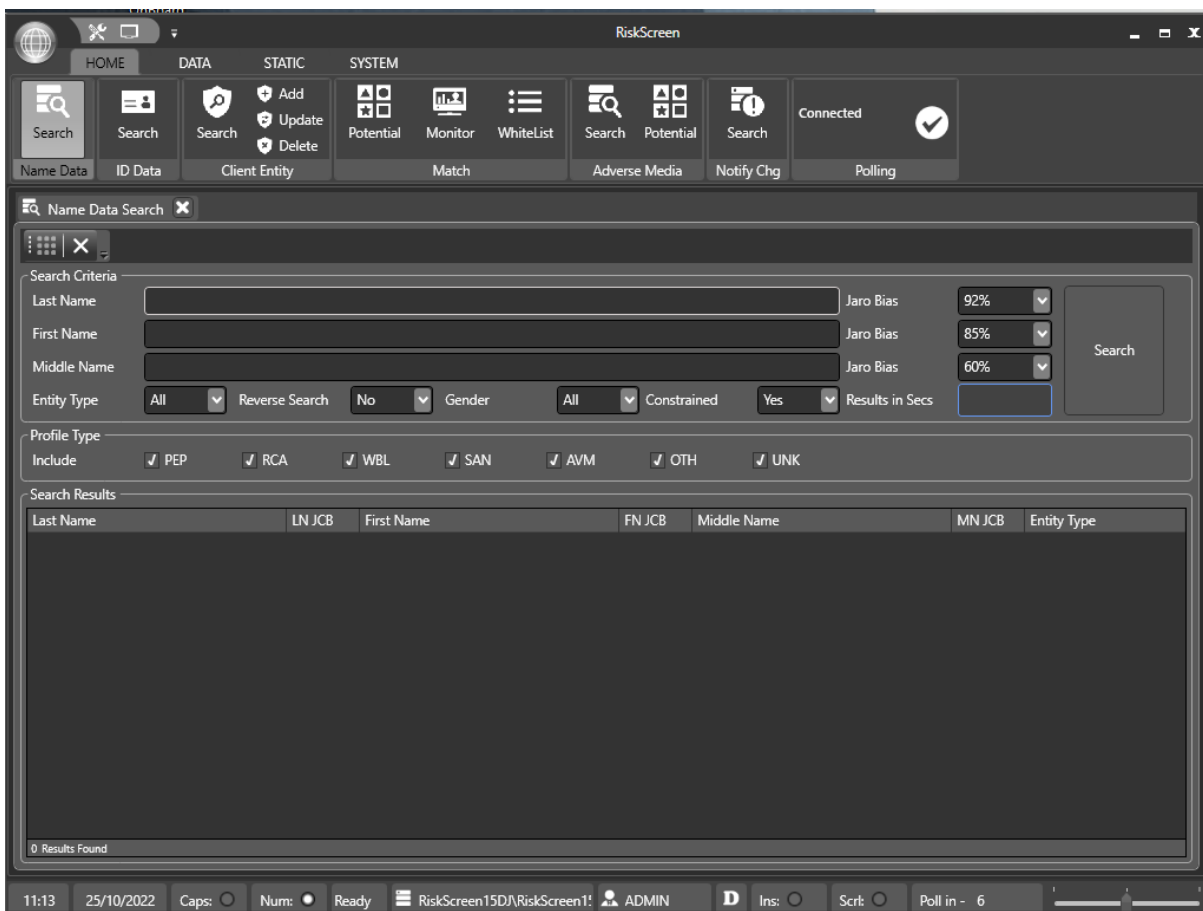 OnBoard
RiskScreen
HOME DATA STATIC SYSTEM
Search
Name Data
Search
ID Data
Search
Add
Update
Delete
Client Entity
Potential Monitor WhiteList
Match
Search Potential
Adverse Media
Search
Notify Chg
Connected
Polling
Name Data Search
Search Criteria
Last Name Jaro Bias 92%
First Name Jaro Bias 85%
Middle Name Jaro Bias 60%
Search
Entity Type All Reverse Search No Gender All Constrained Yes Results in Secs
Profile Type
Include PEP RCA WBL SAN AVM OTH UNK
Search Results
Last Name LN JCB First Name FN JCB Middle Name MN JCB Entity Type
0 Results Found
11:13 25/10/2022 Caps: Num: Ready RiskScreen15DJ\RiskScreen1 ADMIN D Ins: Scrl: Poll in - 6